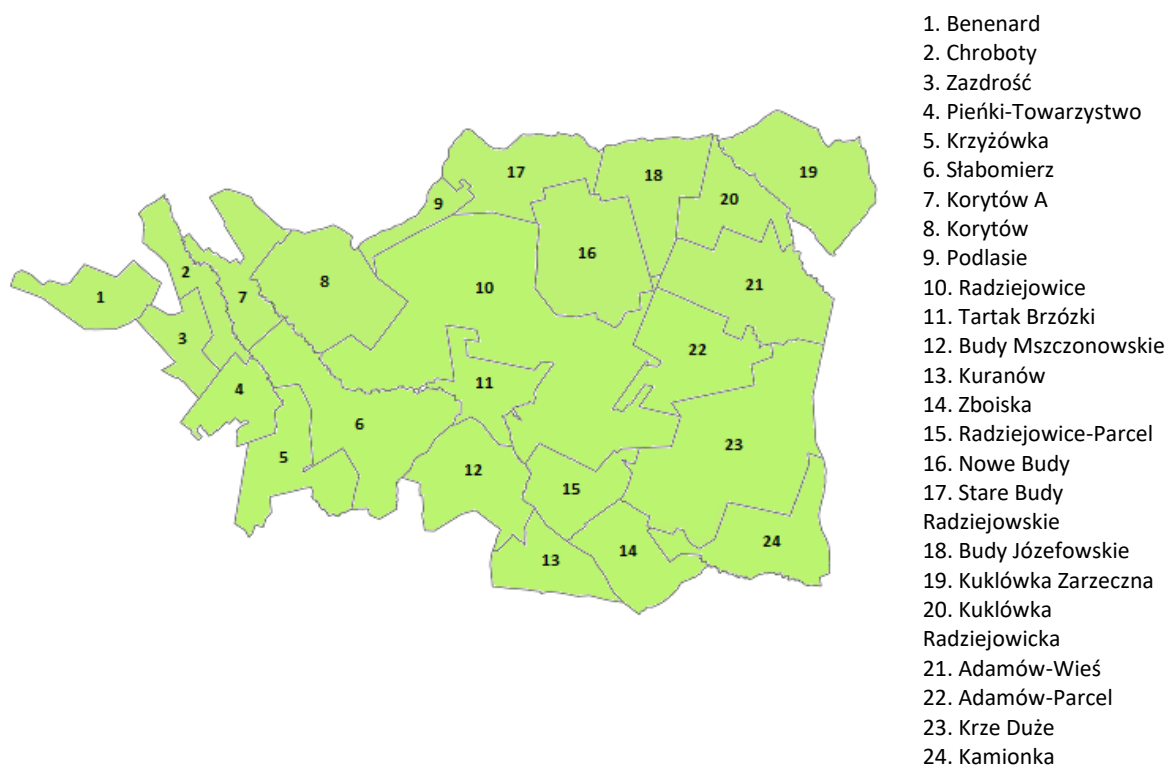 1. Benenard
2. Chroboty
3. Zazdrość
4. Pieńki-Towarzystwo
5. Krzyżówka
6. Słabomierz
7. Korytów A
8. Korytów
9. Podlasie
10. Radziejowice
11. Tartak Brzózki
12. Budy Mszczonowskie
13. Kuranów
14. Zboiska
15. Radziejowice-Parcel
16. Nowe Budy
17. Stare Budy
Radziejowskie
18. Budy Józefowskie
19. Kuklówka Zarzeczna
20. Kuklówka
Radziejowicka
21. Adamów-Wieś
22. Adamów-Parcel
23. Krze Duże
24. Kamionka
17
18
19
9
20
16
2
1
7
8
10
21
3
22
4
11
6
5
12
23
15
13
14
24